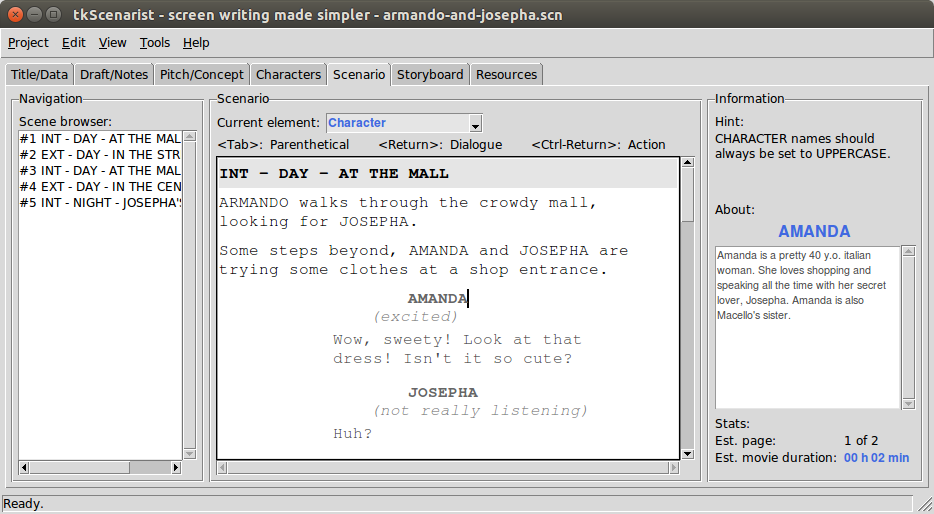 tkScenarist - screen writing made simpler - armando-and-josepha.scn
Project Edit View Tools Help
Title/Data Draft/Notes Pitch/Concept Characters Scenario Storyboard Resources
Navigation
Scene browser:
#1 INT - DAY - AT THE MALL
#2 EXT - DAY - IN THE STR
#3 INT - DAY - AT THE MAL
#4 EXT - DAY - IN THE CEN
#5 INT - NIGHT - JOSEPHA'S
Scenario
Current element: Character
<Tab>: Parenthetical <Return>: Dialogue <Ctrl-Return>: Action
INT - DAY - AT THE MALL
ARMANDO walks through the crowdy mall,
looking for JOSEPHA.
Some steps beyond, AMANDA and JOSEPHA are
trying some clothes at a shop entrance.
AMANDA
(excited)
Wow, sweety! Look at that
dress! Isn't it so cute?
JOSEPHA
(not really listening)
Huh?
Information
Hint:
CHARACTER names should
always be set to UPPERCASE.
About:
AMANDA
Amanda is a pretty 40 y.o. italian
woman. She loves shopping and
speaking all the time with her secret
lover, Josepha. Amanda is also
Macello's sister.
Stats:
Est. page: 1 of 2
Est. movie duration: 00 h 02 min
Ready.